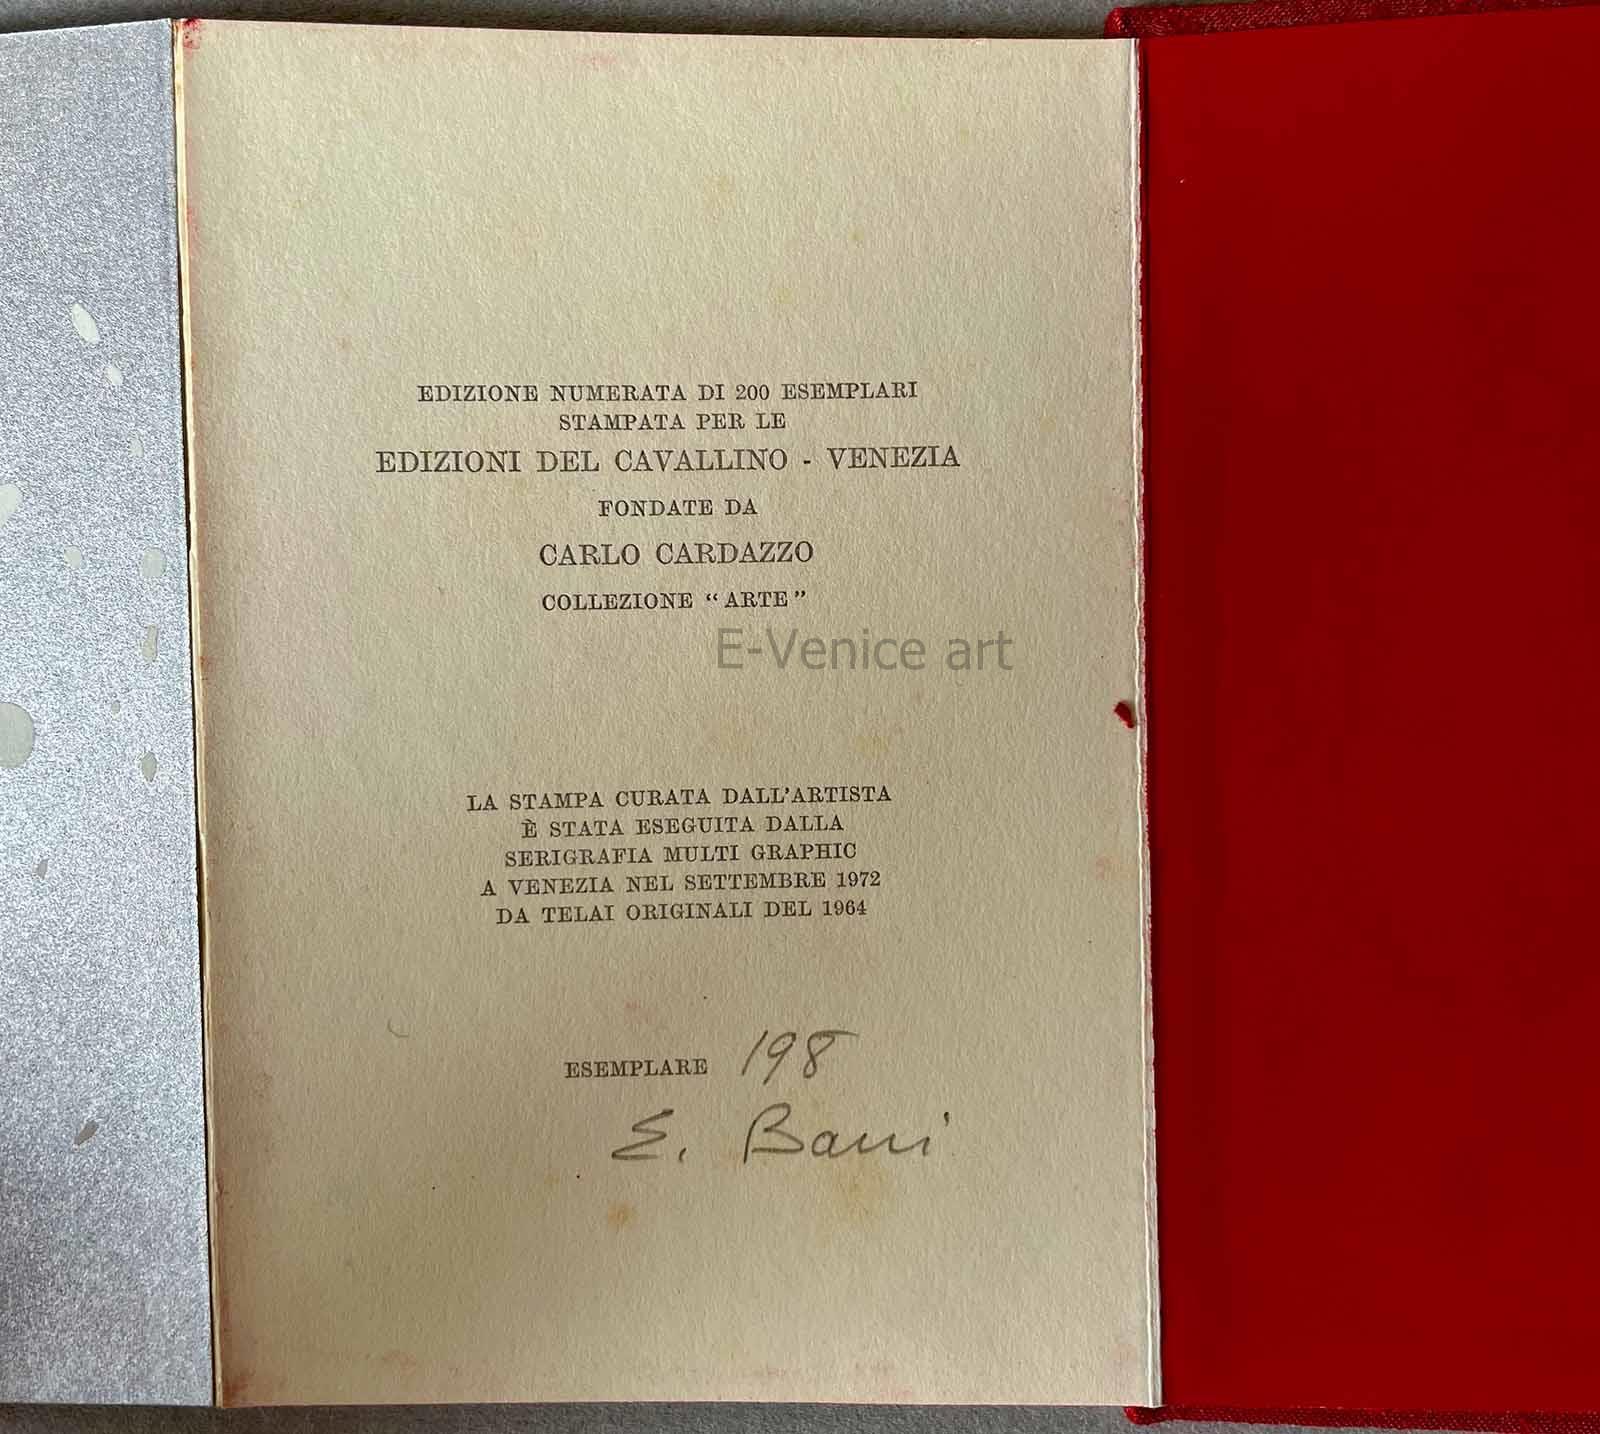 EDIZIONE NUMERATA DI 200 ESEMPLARI
STAMPATA PER LE
EDIZIONI DEL CAVALLINO - VENEZIA
FONDATE DA
CARLO CARDAZZO
COLLEZIONE “ARTE”
E-Venice art
LA STAMPA CURATA DALL'ARTISTA
È STATA ESEGUITA DALLA
SERIGRAFIA MULTI GRAPHIC
A VENEZIA NEL SETTEMBRE 1972
DA TELAI ORIGINALI DEL 1964
ESEMPLARE 198
E.